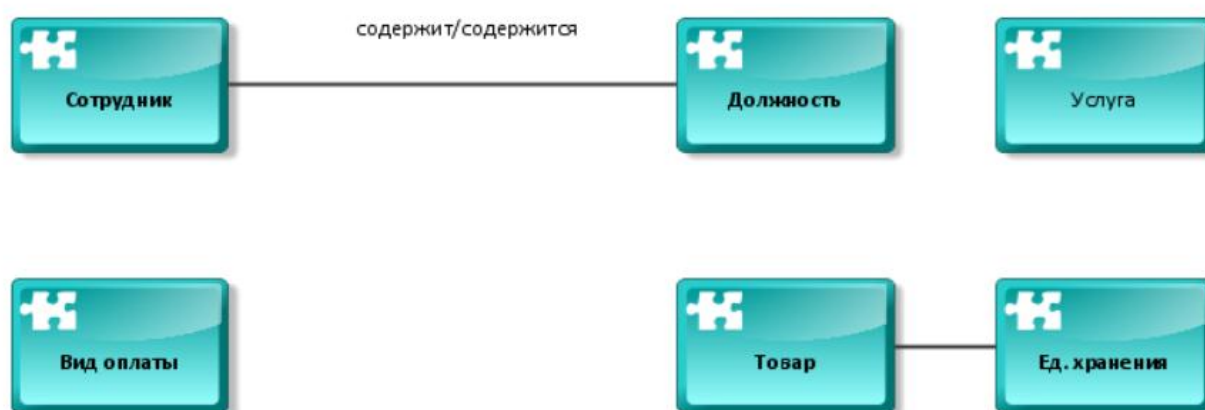 содержит/содержится
Сотрудник
Должность
Услуга
Вид оплаты
Товар
Ед. хранения